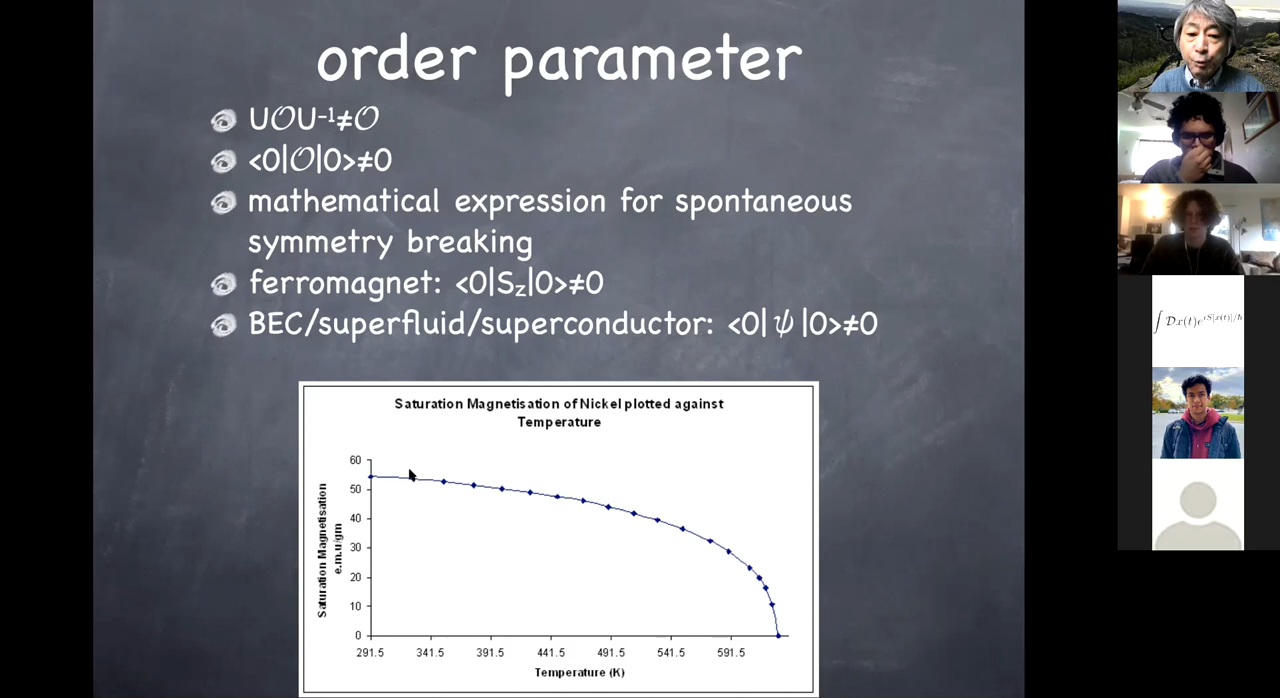 order parameter
U𝒪U⁻¹≠𝒪
<0|𝒪|0>≠0
mathematical expression for spontaneous
symmetry breaking
ferromagnet: <0|S_z|0>≠0
BEC/superfluid/superconductor: <0|ψ|0>≠0
Saturation Magnetisation of Nickel plotted against
Temperature
Saturation Magnetisation
e.m.u/gm
60
50
40
30
20
10
0
291.5 341.5 391.5 441.5 491.5 541.5 591.5
Temperature (K)
∫ 𝒟x(t)e^{iS[x(t)]/ℏ}